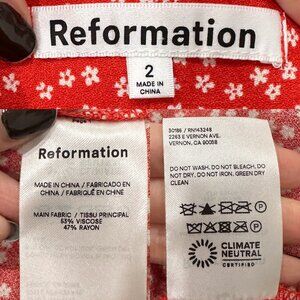 Reformation
2
MADE IN
CHINA
Reformation
MADE IN CHINA / FABRICADO EN
CHINA / FABRIQUÉ EN CHINE
MAIN FABRIC / TISSU PRINCIPAL
53% VISCOSE
47% RAYON
2263 E VERNON AVE.
VERNON, CA 90058
DO NOT WASH. DO NOT BLEACH. DO
NOT DRY. DO NOT IRON. GREEN DRY
CLEAN
CLIMATE
NEUTRAL
CERTIFIED